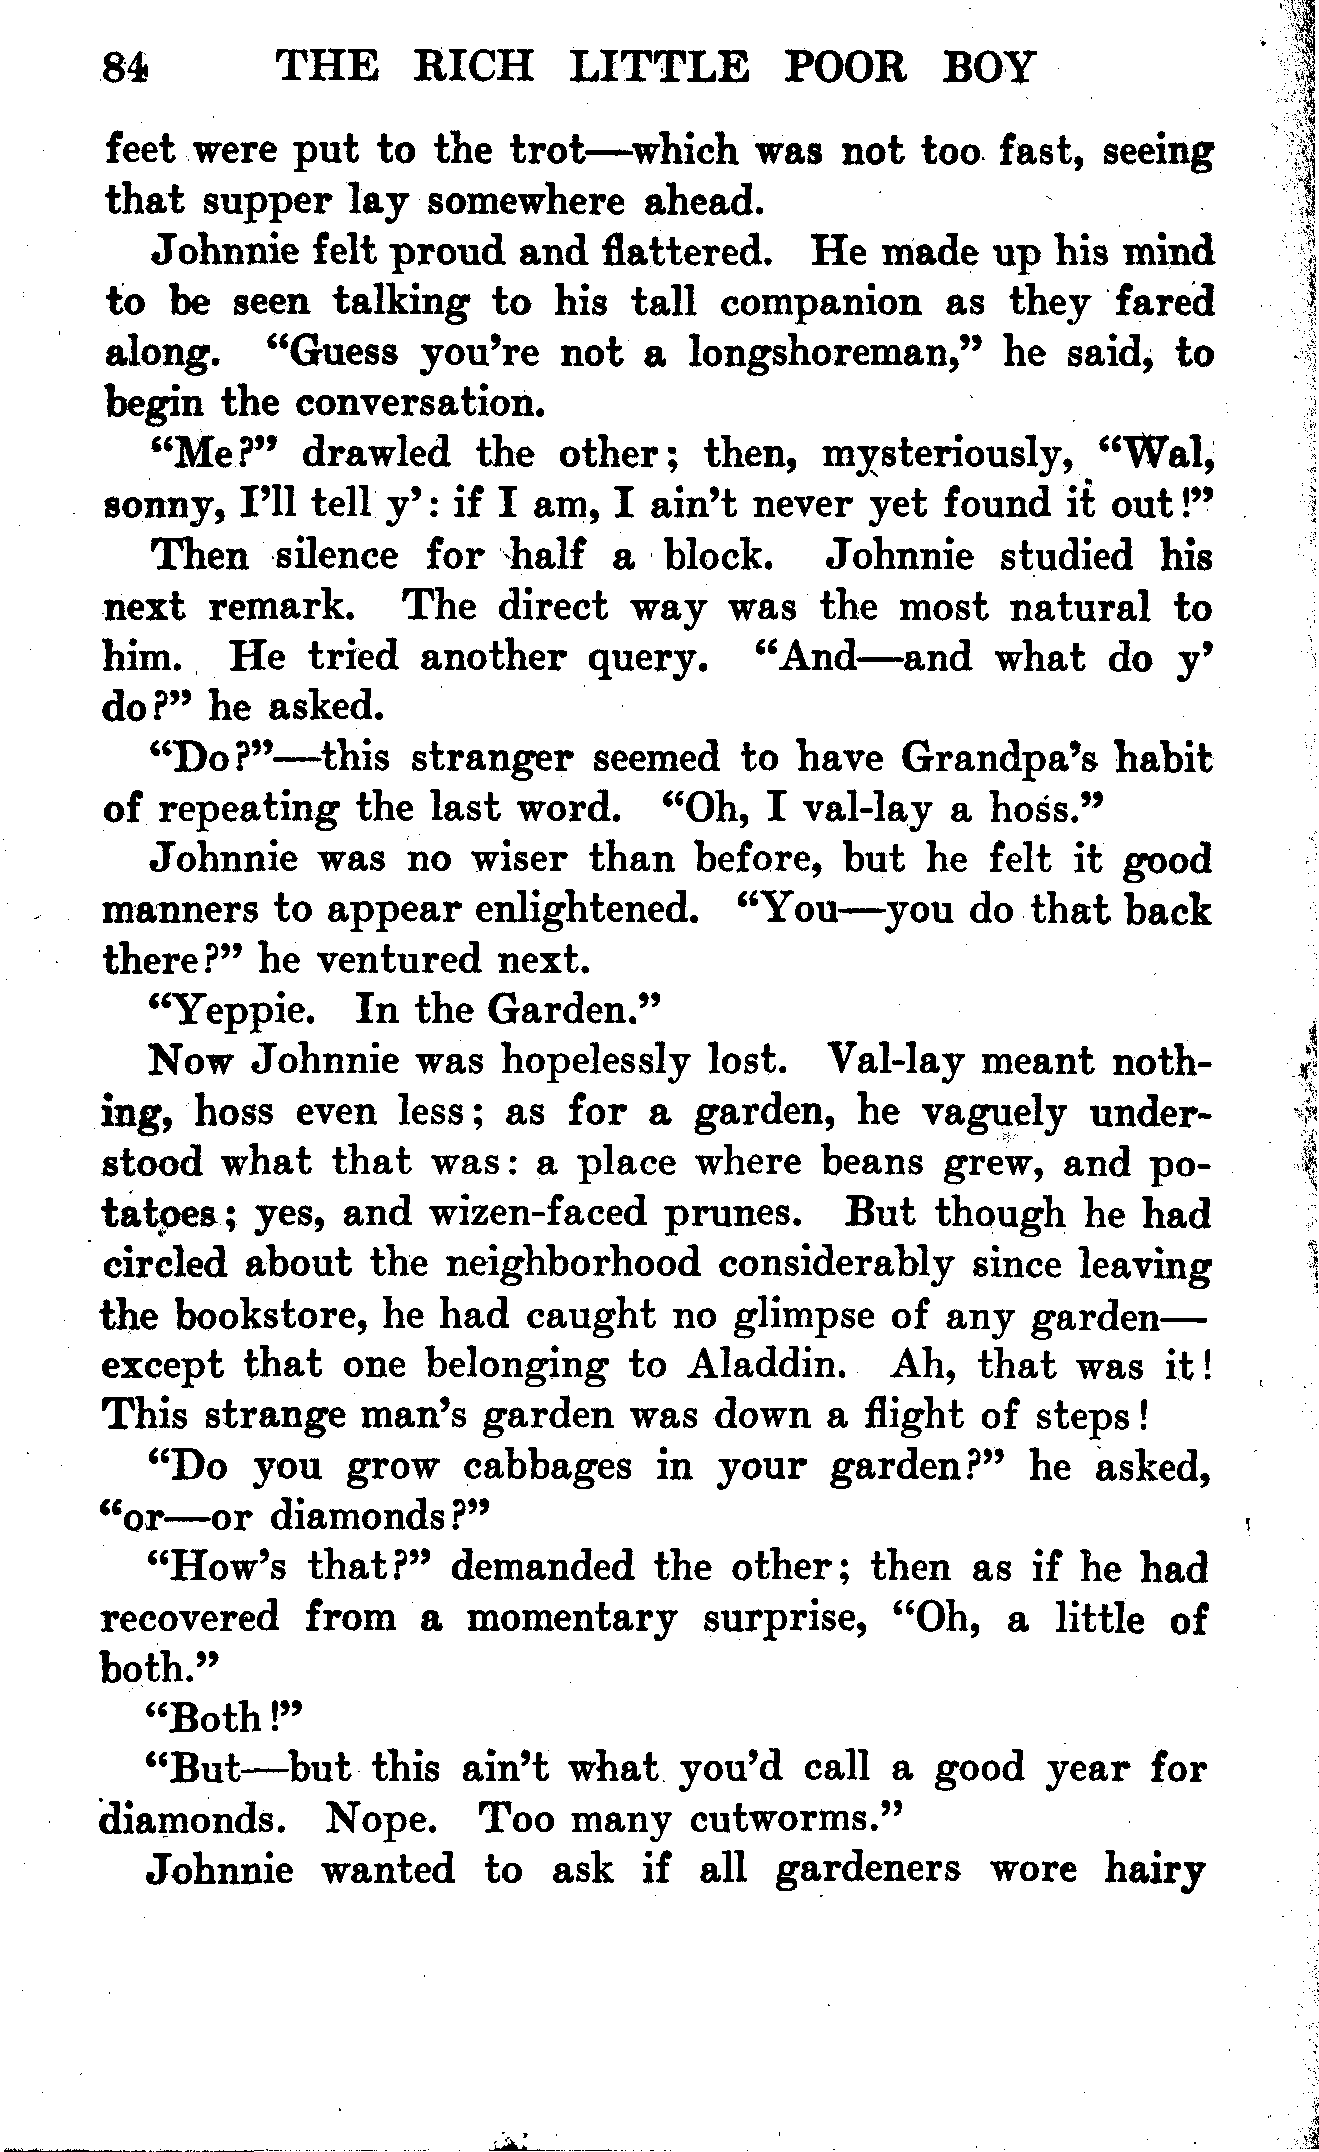 84 THE RICH LITTLE POOR BOY
feet were put to the trot—which was not too fast, seeing
that supper lay somewhere ahead.
Johnnie felt proud and flattered. He made up his mind
to be seen talking to his tall companion as they fared
along. “Guess you’re not a longshoreman,” he said, to
begin the conversation.
“Me?” drawled the other; then, mysteriously, “Wal,
sonny, I’ll tell y’: if I am, I ain’t never yet found it out!”
Then silence for half a block. Johnnie studied his
next remark. The direct way was the most natural to
him. He tried another query. “And—and what do y’
do?” he asked.
“Do?”—this stranger seemed to have Grandpa’s habit
of repeating the last word. “Oh, I val-lay a hoss.”
Johnnie was no wiser than before, but he felt it good
manners to appear enlightened. “You—you do that back
there?” he ventured next.
“Yeppie. In the Garden.”
Now Johnnie was hopelessly lost. Val-lay meant noth-
ing, hoss even less; as for a garden, he vaguely under-
stood what that was: a place where beans grew, and po-
tatoes; yes, and wizen-faced prunes. But though he had
circled about the neighborhood considerably since leaving
the bookstore, he had caught no glimpse of any garden—
except that one belonging to Aladdin. Ah, that was it!
This strange man’s garden was down a flight of steps!
“Do you grow cabbages in your garden?” he asked,
“or—or diamonds?”
“How’s that?” demanded the other; then as if he had
recovered from a momentary surprise, “Oh, a little of
both.”
“Both!”
“But—but this ain’t what you’d call a good year for
diamonds. Nope. Too many cutworms.”
Johnnie wanted to ask if all gardeners wore hairy